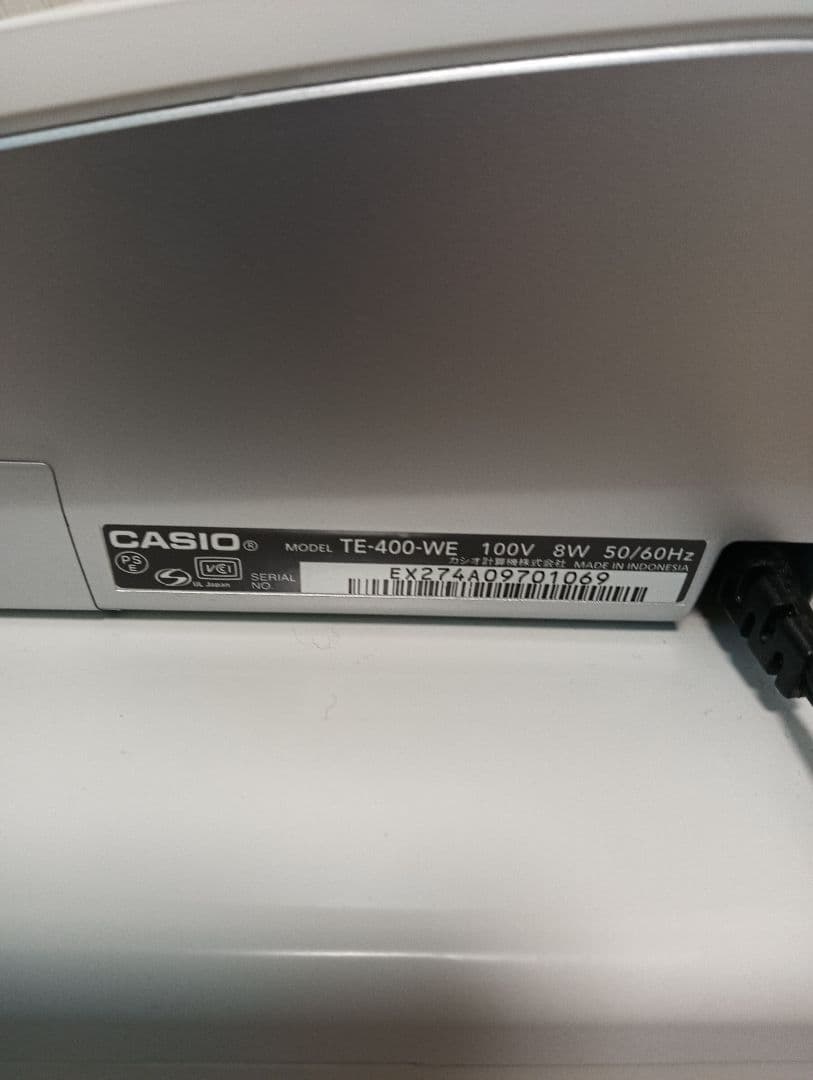 CASIO® MODEL TE-400-WE 100V 8W 50/60Hz
カシオ計算機株式会社 MADE IN INDONESIA
PS E
S UL Japan
VCI
SERIAL NO. EX274A09701069